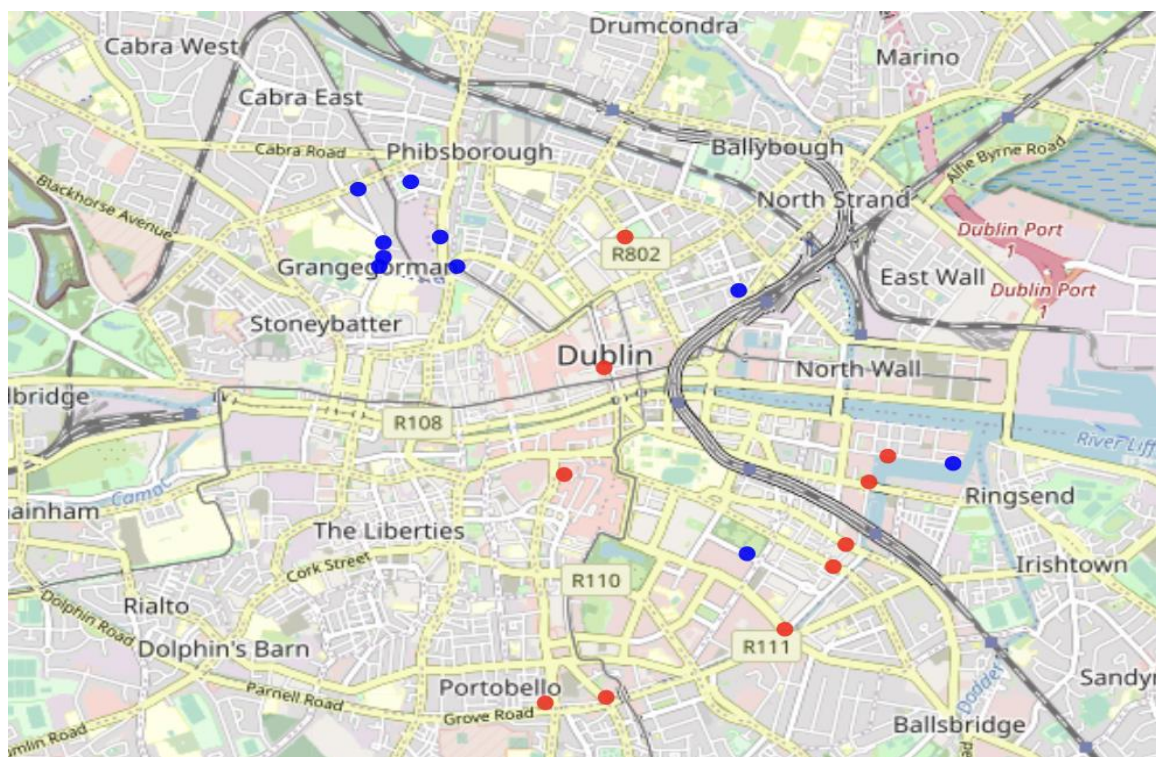 Drumcondra
Cabra West
Marino
Cabra East
Cabra Road
Phibsborough
Ballybough
Alfie Byrne Road
Blackhorse Avenue
North Strand
Dublin Port
1
R802
Grangegorman
East Wall
Dublin Port
1
Stoneybatter
Dublin
North Wall
lbridge
R108
River Liff
Camac
Ringsend
ainham
The Liberties
Cork Street
Irishtown
R110
Rialto
Dolphin Road
Dolphin's Barn
R111
Sandym
Portobello
Parnell Road
Grove Road
Dodder
Ballsbridge
umlin Road